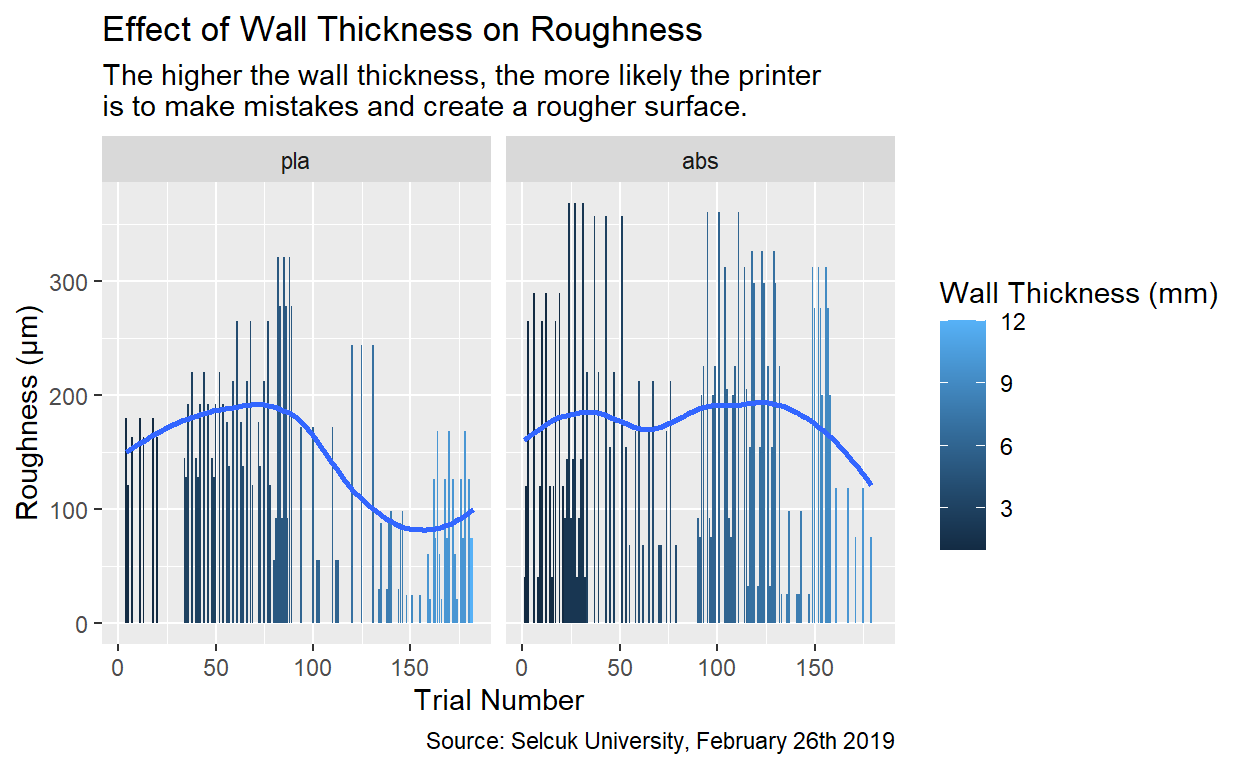 Effect of Wall Thickness on Roughness
The higher the wall thickness, the more likely the printer
is to make mistakes and create a rougher surface.
pla
abs
Roughness (μm)
300
200
100
0
0 50 100 150
0 50 100 150
Trial Number
Wall Thickness (mm)
12
9
6
3
Source: Selcuk University, February 26th 2019